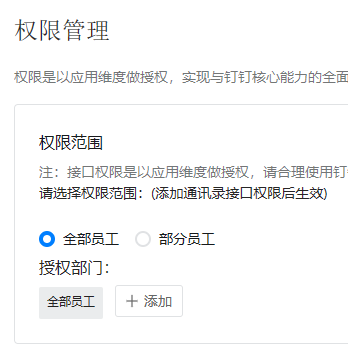 权限管理
权限是以应用维度做授权，实现与钉钉核心能力的全面
权限范围
注：接口权限是以应用维度做授权，请合理使用钉
请选择权限范围：(添加通讯录接口权限后生效)
全部员工 部分员工
授权部门：
全部员工 + 添加